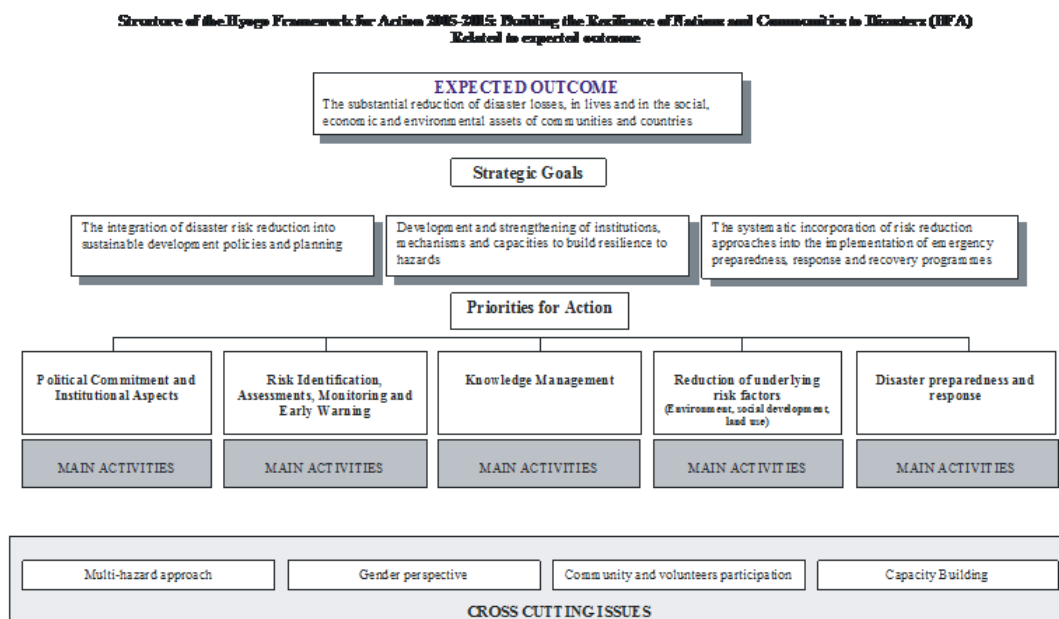 Structure of the Hyogo Framework for Action 2005-2015: Building the Resilience of Nations and Communities to Disasters (HFA)
Related to expected outcome
EXPECTED OUTCOME
The substantial reduction of disaster losses, in lives and in the social,
economic and environmental assets of communities and countries
Strategic Goals
The integration of disaster risk reduction into
sustainable development policies and planning
Development and strengthening of institutions,
mechanisms and capacities to build resilience to
hazards
The systematic incorporation of risk reduction
approaches into the implementation of emergency
preparedness, response and recovery programmes
Priorities for Action
Political Commitment and
Institutional Aspects
Risk Identification,
Assessments, Monitoring and
Early Warning
Knowledge Management
Reduction of underlying
risk factors
(Environment, social development,
land use)
Disaster preparedness and
response
MAIN ACTIVITIES
MAIN ACTIVITIES
MAIN ACTIVITIES
MAIN ACTIVITIES
MAIN ACTIVITIES
Multi-hazard approach
Gender perspective
Community and volunteers participation
Capacity Building
CROSS CUTTING ISSUES